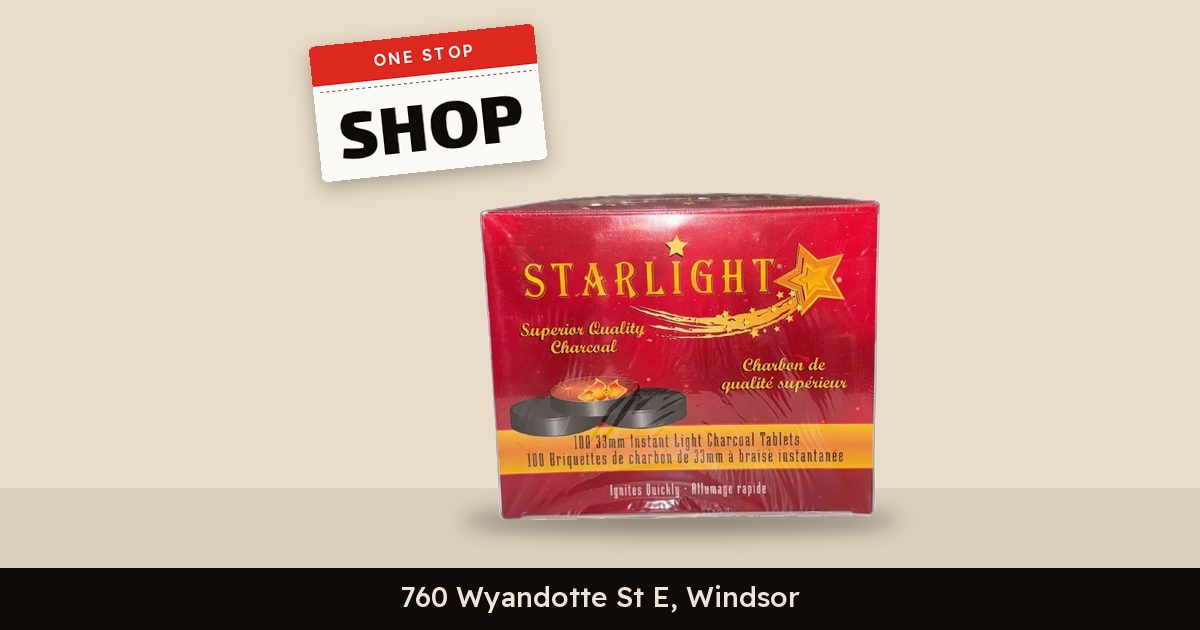 ONE STOP
SHOP
STARLIGHT®
Superior Quality
Charcoal
Charbon de
qualité supérieur
100 33mm Instant Light Charcoal Tablets
100 Briquettes de charbon de 33mm à braise instantanée
Ignites Quickly · Allumage rapide
760 Wyandotte St E, Windsor